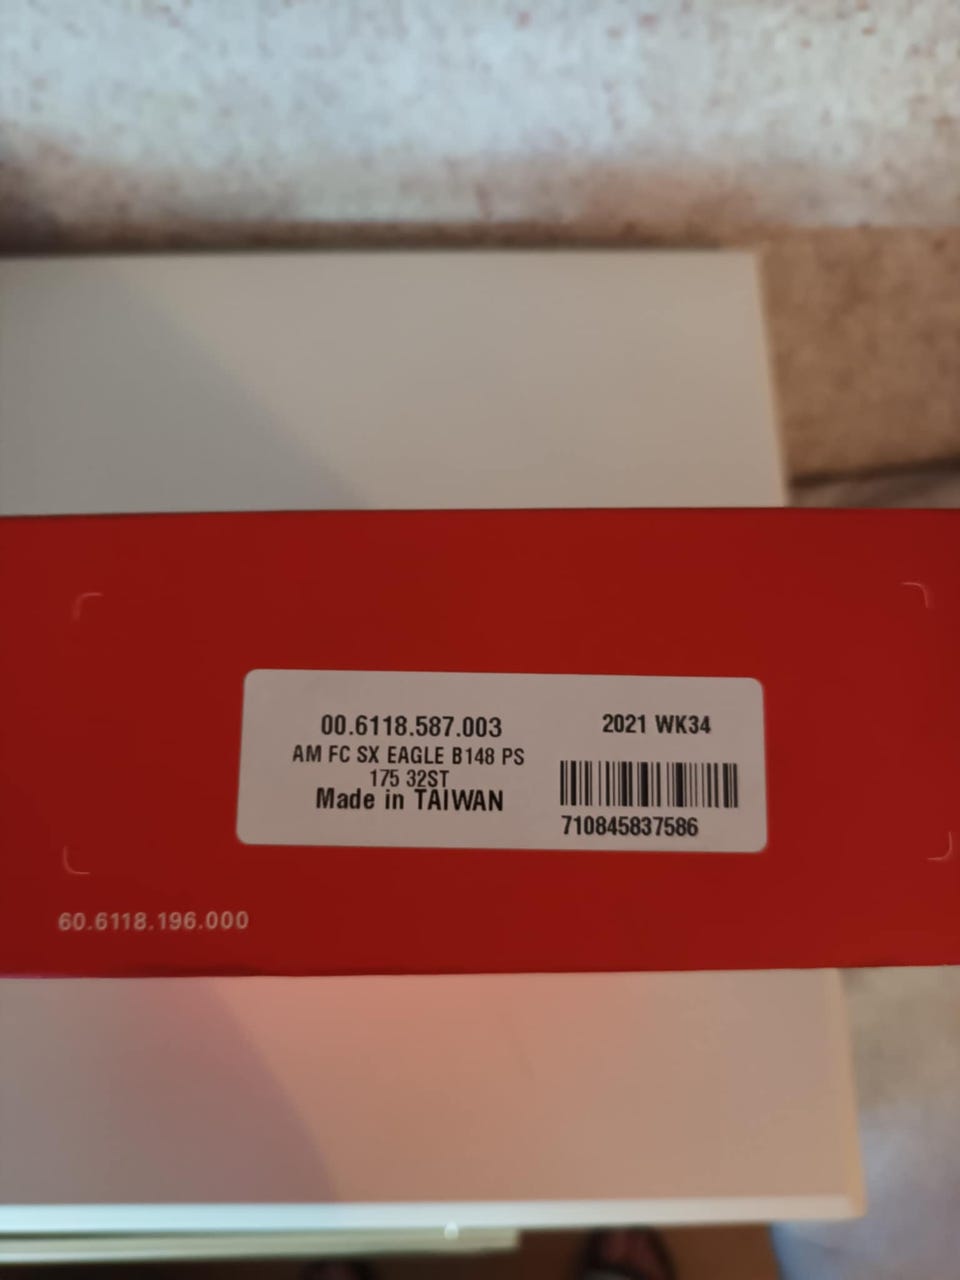 00.6118.587.003
AM FC SX EAGLE B148 PS
175 32ST
Made in TAIWAN
2021 WK34
710845837586
60.6118.196.000